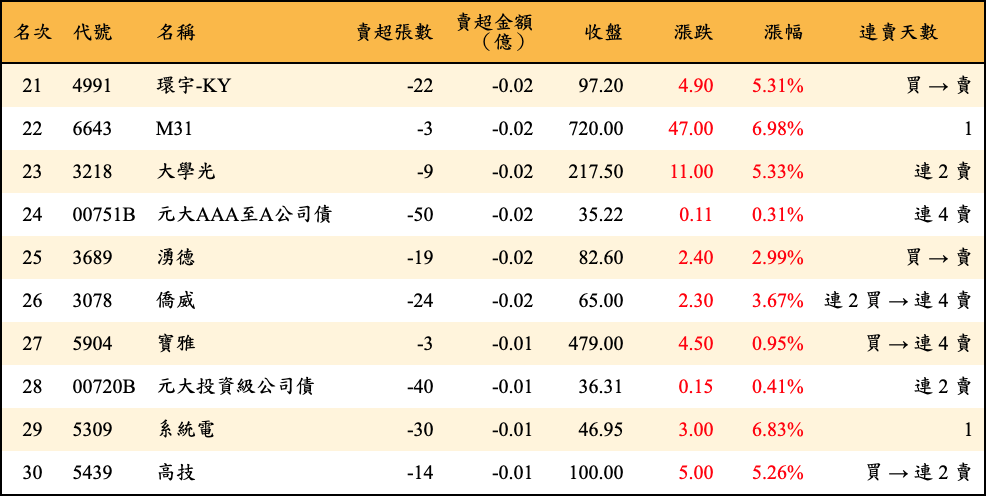 名次 代號 名稱 賣超張數 賣超金額（億） 收盤 漲跌 漲幅 連賣天數
21 4991 環宇-KY -22 -0.02 97.20 4.90 5.31% 買 → 賣
22 6643 M31 -3 -0.02 720.00 47.00 6.98% 1
23 3218 大學光 -9 -0.02 217.50 11.00 5.33% 連 2 賣
24 00751B 元大AAA至A公司債 -50 -0.02 35.22 0.11 0.31% 連 4 賣
25 3689 湧德 -19 -0.02 82.60 2.40 2.99% 買 → 賣
26 3078 僑威 -24 -0.02 65.00 2.30 3.67% 連 2 買 → 連 4 賣
27 5904 寶雅 -3 -0.01 479.00 4.50 0.95% 買 → 連 4 賣
28 00720B 元大投資級公司債 -40 -0.01 36.31 0.15 0.41% 連 2 賣
29 5309 系統電 -30 -0.01 46.95 3.00 6.83% 1
30 5439 高技 -14 -0.01 100.00 5.00 5.26% 買 → 連 2 賣